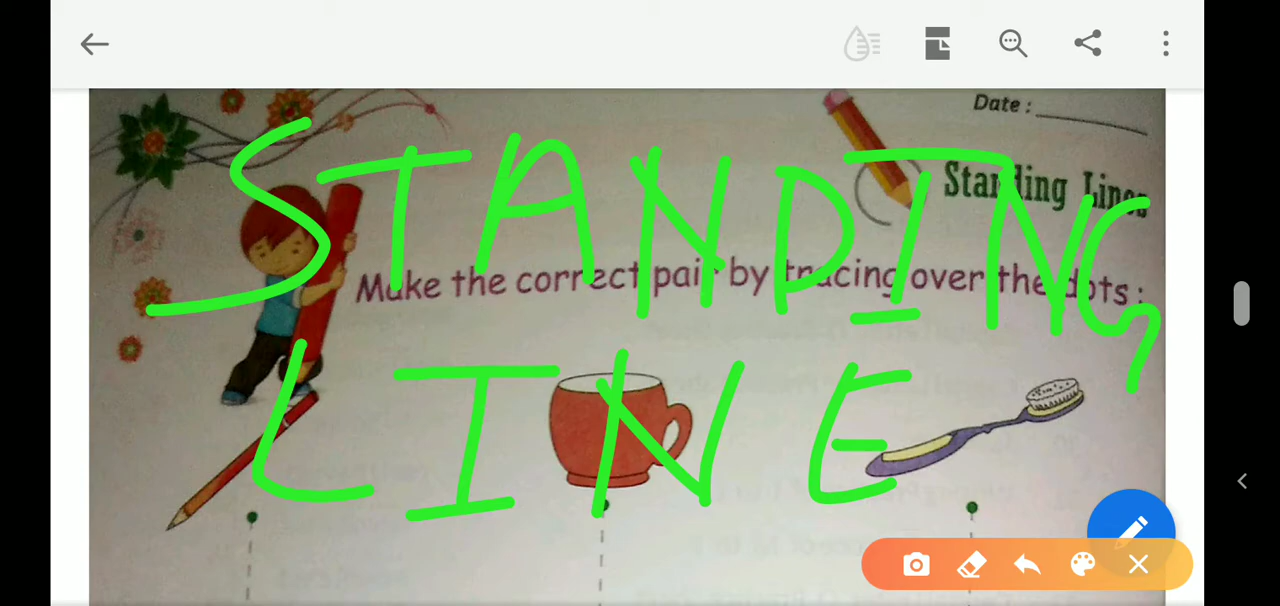 Date :
Standing Lines
STANDING
Make the correct pair by tracing over the dots :
LINE